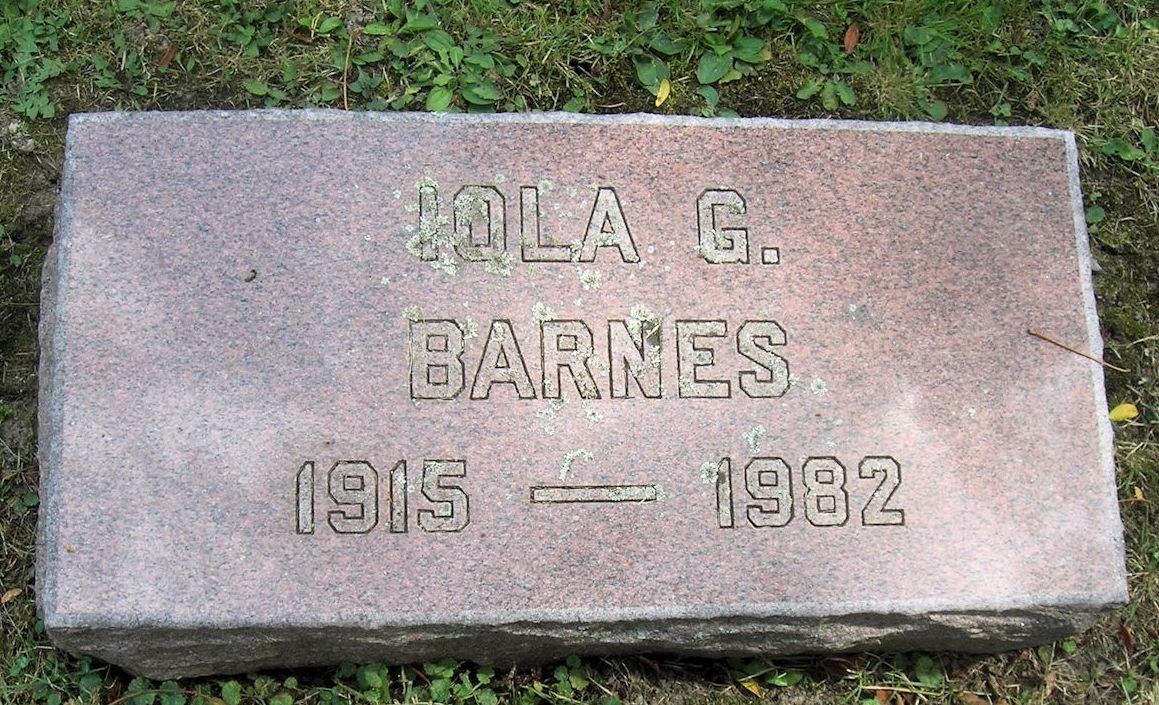 IOLA G.
BARNES
1915 — 1982